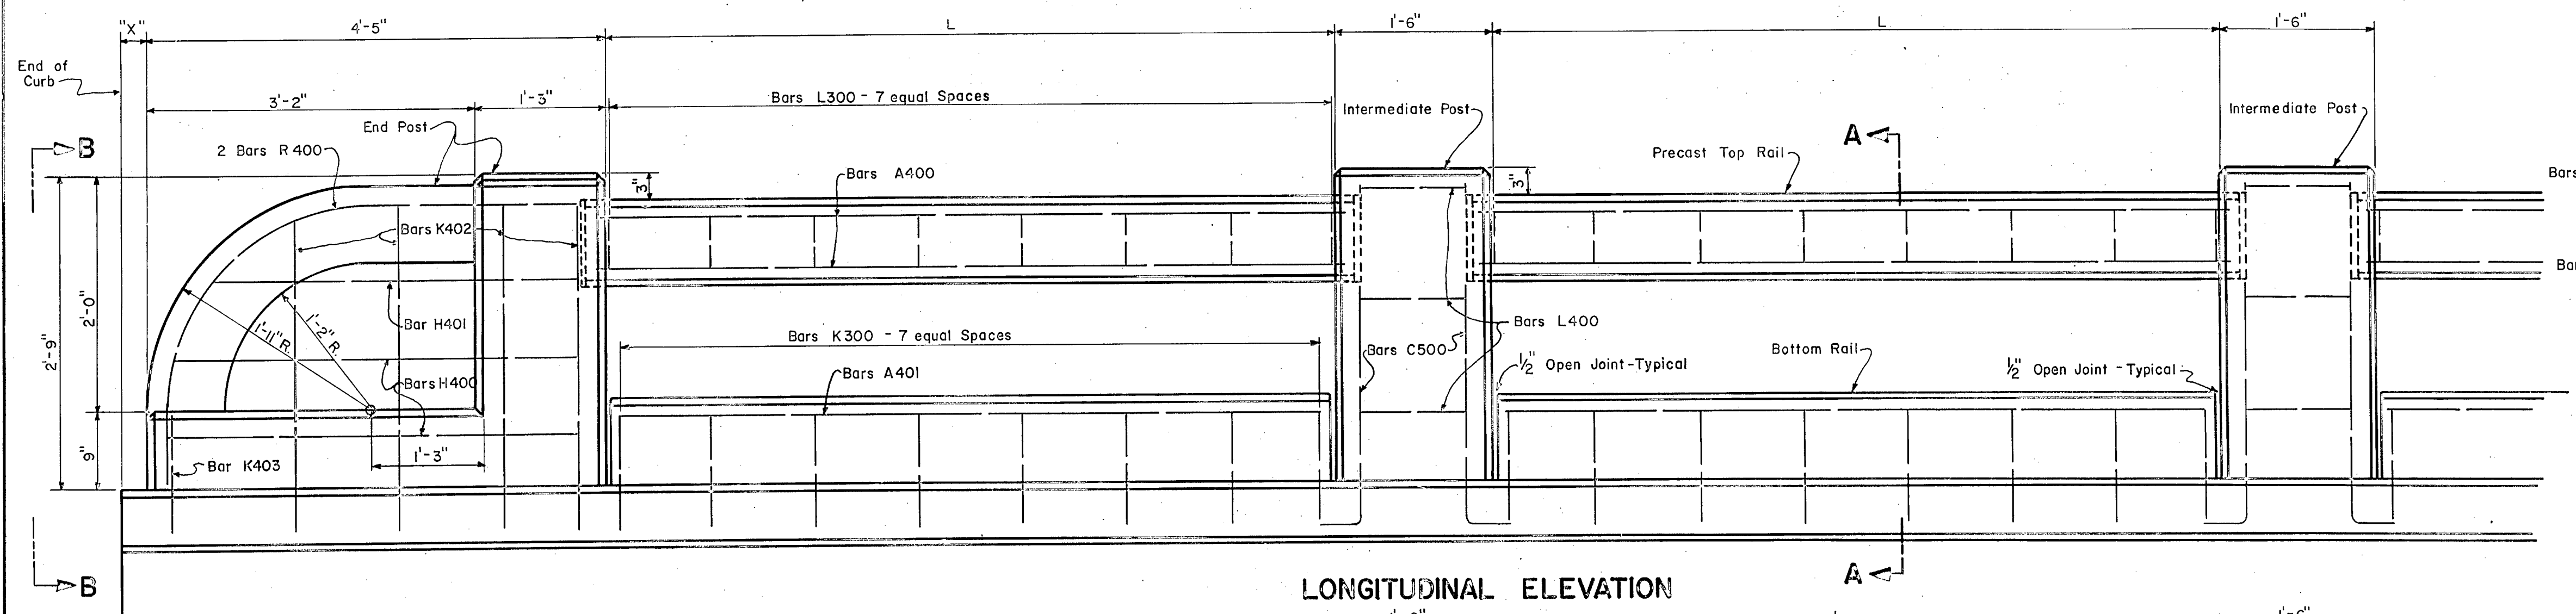 "X"
4'-5"
L
1'-6"
L
1'-6"
End of
Curb
3'-2"
1'-3"
Bars L300 - 7 equal Spaces
Intermediate Post
Intermediate Post
End Post
B
2 Bars R400
A
Precast Top Rail
3"
Bars A400
3"
Bars
Bars K402
2'-0"
2'-9"
Bar H401
1'-11" R.
1'-2" R.
Bars K300 - 7 equal Spaces
Bars L400
Bars C500
Bottom Rail
1/2" Open Joint-Typical
1/2" Open Joint - Typical
Bars H400
Bars A401
9"
1'-3"
Bar K403
B
A
LONGITUDINAL ELEVATION